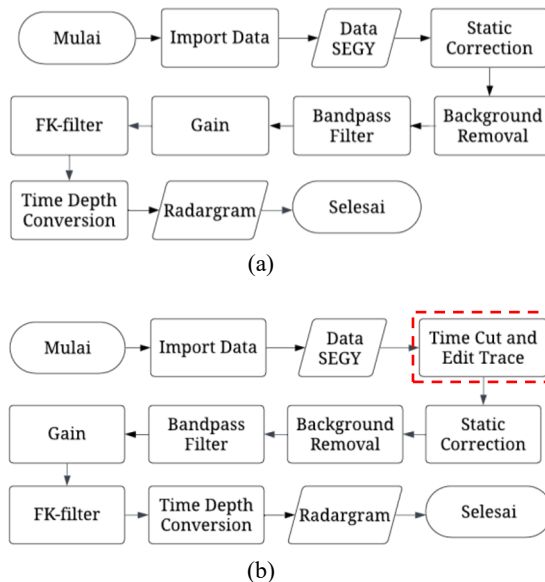 Mulai
Import Data
Data
SEGY
Static
Correction
FK-filter
Gain
Bandpass
Filter
Background
Removal
Time Depth
Conversion
Radargram
Selesai
(a)
Mulai
Import Data
Data
SEGY
Time Cut and
Edit Trace
Gain
Bandpass
Filter
Background
Removal
Static
Correction
FK-filter
Time Depth
Conversion
Radargram
Selesai
(b)